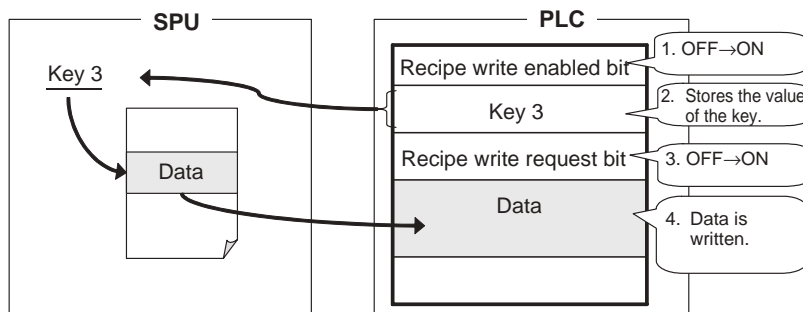 SPU
PLC
Key 3
Data
Recipe write enabled bit
Key 3
Recipe write request bit
Data
1. OFF→ON
2. Stores the value
of the key.
3. OFF→ON
4. Data is
written.